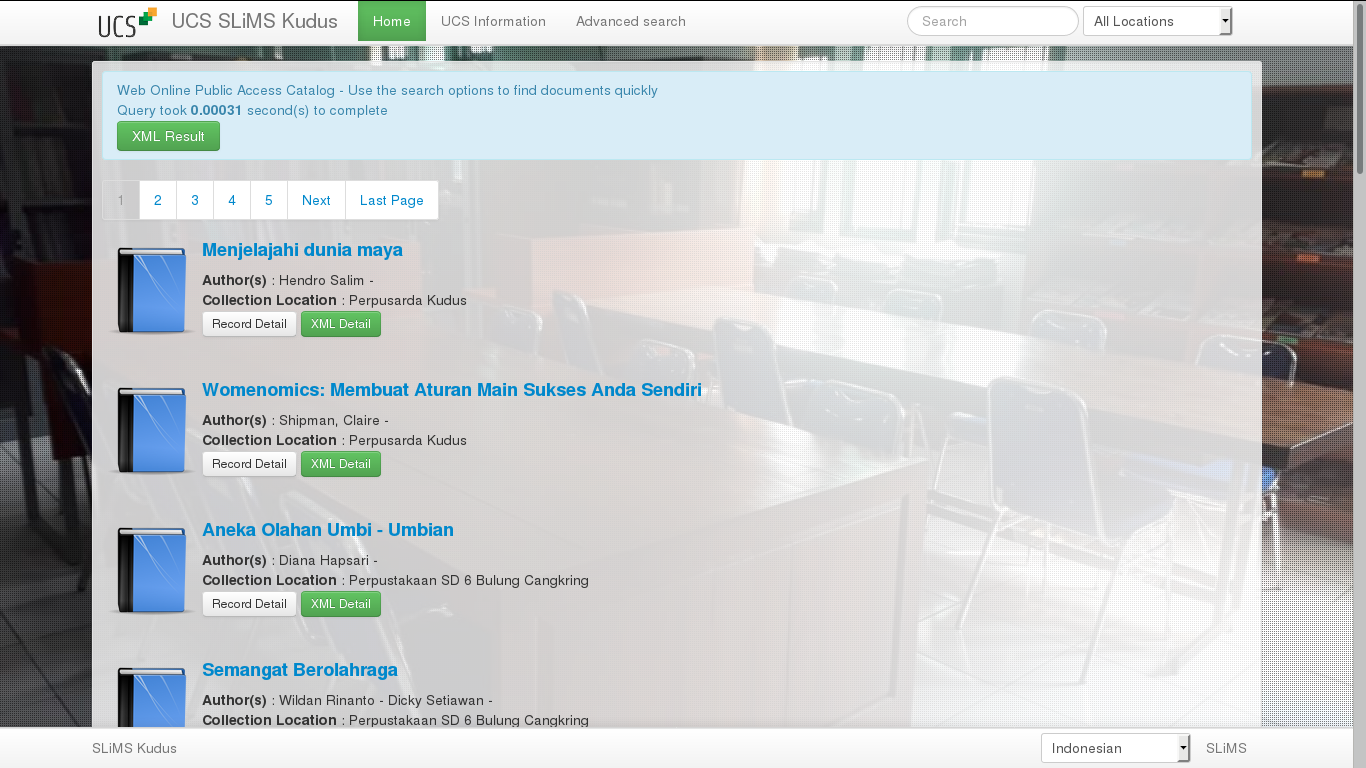 UCS UCS SLiMS Kudus Home UCS Information Advanced search Search All Locations
Web Online Public Access Catalog - Use the search options to find documents quickly
Query took 0.00031 second(s) to complete
XML Result
1 2 3 4 5 Next Last Page
Menjelajahi dunia maya
Author(s) : Hendro Salim -
Collection Location : Perpusarda Kudus
Record Detail XML Detail
Womenomics: Membuat Aturan Main Sukses Anda Sendiri
Author(s) : Shipman, Claire -
Collection Location : Perpusarda Kudus
Record Detail XML Detail
Aneka Olahan Umbi - Umbian
Author(s) : Diana Hapsari -
Collection Location : Perpustakaan SD 6 Bulung Cangkring
Record Detail XML Detail
Semangat Berolahraga
Author(s) : Wildan Rinanto - Dicky Setiawan -
Collection Location : Perpustakaan SD 6 Bulung Cangkring
SLiMS Kudus Indonesian SLiMS